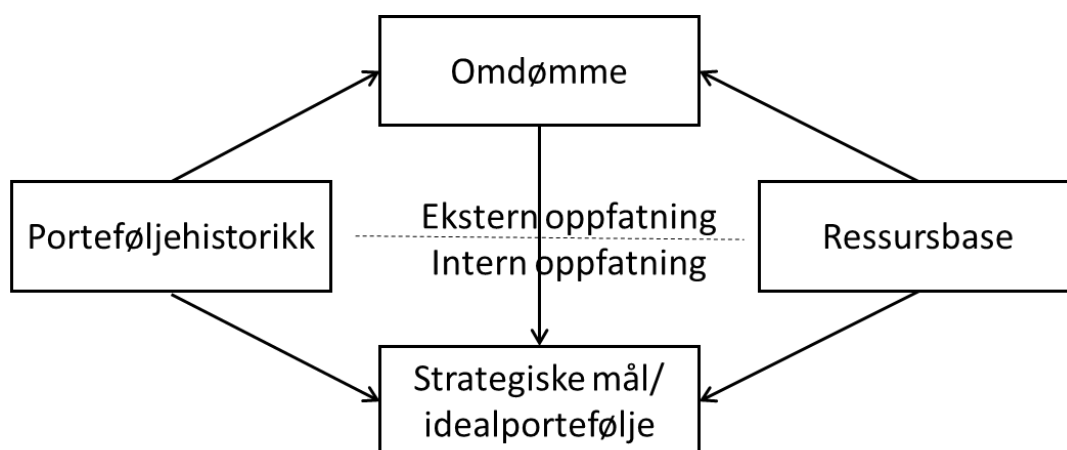 Omdømme
Porteføljehistorikk
Ekstern oppfatning
Intern oppfatning
Ressursbase
Strategiske mål/
idealportefølje